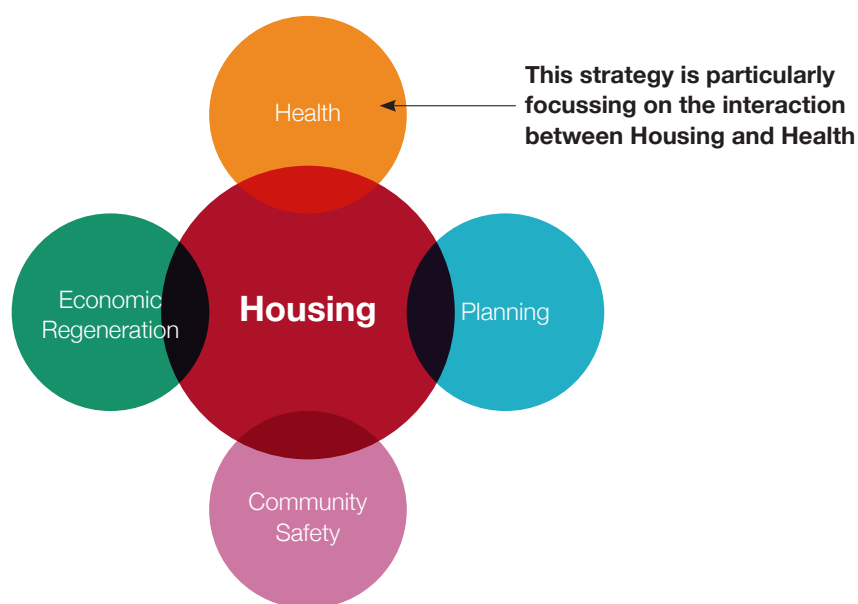 Health
This strategy is particularly
focussing on the interaction
between Housing and Health
Economic
Regeneration
Housing
Planning
Community
Safety